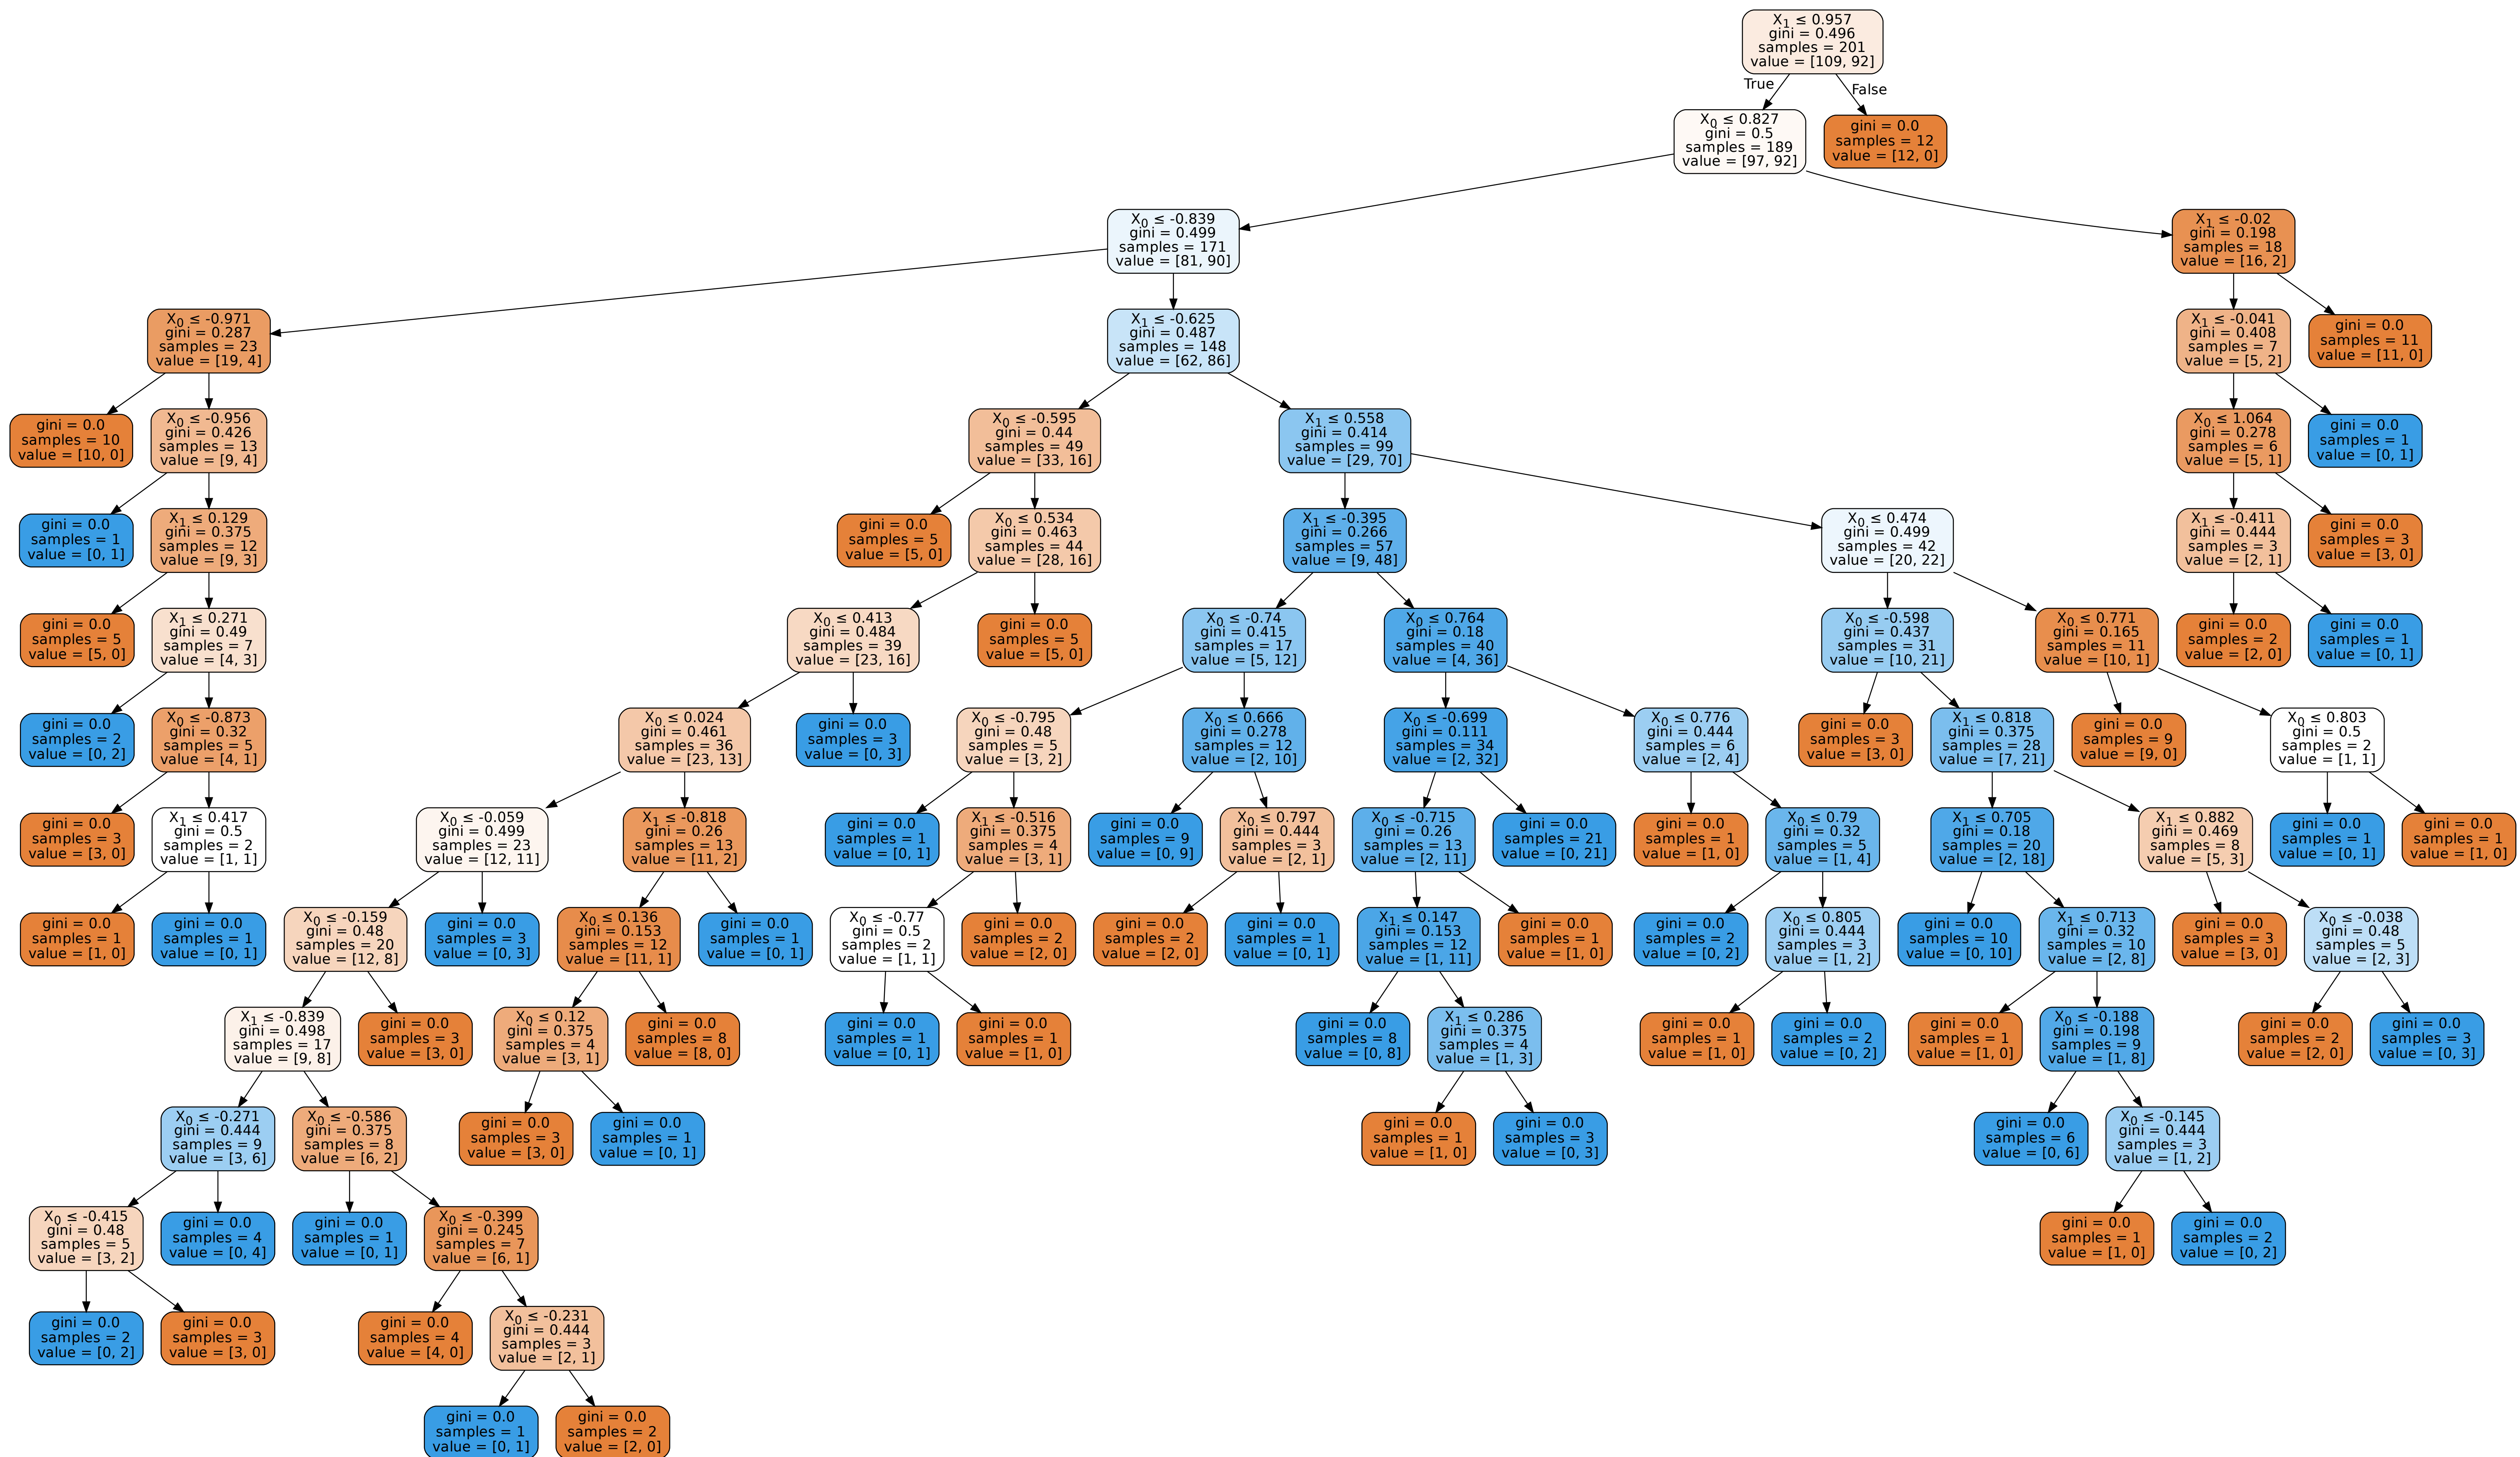 X0 ≤ 0.957
gini = 0.496
samples = 201
value = [109, 92]
True
False
X0 ≤ 0.827
gini = 0.5
samples = 189
value = [97, 92]
gini = 0.0
samples = 12
value = [12, 0]
X0 ≤ -0.839
gini = 0.499
samples = 171
value = [81, 90]
X1 ≤ -0.02
gini = 0.198
samples = 18
value = [16, 2]
X0 ≤ -0.971
gini = 0.287
samples = 23
value = [19, 4]
X1 ≤ -0.625
gini = 0.487
samples = 148
value = [62, 86]
X1 ≤ -0.041
gini = 0.408
samples = 7
value = [5, 2]
gini = 0.0
samples = 11
value = [11, 0]
gini = 0.0
samples = 10
value = [10, 0]
X0 ≤ -0.956
gini = 0.426
samples = 13
value = [9, 4]
X0 ≤ -0.595
gini = 0.44
samples = 49
value = [33, 16]
X1 ≤ 0.558
gini = 0.414
samples = 99
value = [29, 70]
X0 ≤ 1.064
gini = 0.278
samples = 6
value = [5, 1]
gini = 0.0
samples = 1
value = [0, 1]
gini = 0.0
samples = 1
value = [0, 1]
X1 ≤ 0.129
gini = 0.375
samples = 12
value = [9, 3]
gini = 0.0
samples = 5
value = [5, 0]
X0 ≤ 0.534
gini = 0.463
samples = 44
value = [28, 16]
X1 ≤ -0.395
gini = 0.266
samples = 57
value = [9, 48]
X0 ≤ 0.474
gini = 0.499
samples = 42
value = [20, 22]
X1 ≤ -0.411
gini = 0.444
samples = 3
value = [2, 1]
gini = 0.0
samples = 3
value = [3, 0]
gini = 0.0
samples = 5
value = [5, 0]
X1 ≤ 0.271
gini = 0.49
samples = 7
value = [4, 3]
X0 ≤ 0.413
gini = 0.484
samples = 39
value = [23, 16]
gini = 0.0
samples = 5
value = [5, 0]
X0 ≤ -0.74
gini = 0.415
samples = 17
value = [5, 12]
X0 ≤ 0.764
gini = 0.18
samples = 40
value = [4, 36]
X0 ≤ -0.598
gini = 0.437
samples = 31
value = [10, 21]
X0 ≤ 0.771
gini = 0.165
samples = 11
value = [10, 1]
gini = 0.0
samples = 2
value = [2, 0]
gini = 0.0
samples = 1
value = [0, 1]
gini = 0.0
samples = 2
value = [0, 2]
X0 ≤ -0.873
gini = 0.32
samples = 5
value = [4, 1]
X0 ≤ 0.024
gini = 0.461
samples = 36
value = [23, 13]
gini = 0.0
samples = 3
value = [0, 3]
X0 ≤ -0.795
gini = 0.48
samples = 5
value = [3, 2]
X0 ≤ 0.666
gini = 0.278
samples = 12
value = [2, 10]
X0 ≤ -0.699
gini = 0.111
samples = 34
value = [2, 32]
X0 ≤ 0.776
gini = 0.444
samples = 6
value = [2, 4]
gini = 0.0
samples = 3
value = [3, 0]
X1 ≤ 0.818
gini = 0.375
samples = 28
value = [7, 21]
gini = 0.0
samples = 9
value = [9, 0]
X0 ≤ 0.803
gini = 0.5
samples = 2
value = [1, 1]
gini = 0.0
samples = 3
value = [3, 0]
X1 ≤ 0.417
gini = 0.5
samples = 2
value = [1, 1]
X0 ≤ -0.059
gini = 0.499
samples = 23
value = [12, 11]
X1 ≤ -0.818
gini = 0.26
samples = 13
value = [11, 2]
gini = 0.0
samples = 1
value = [0, 1]
X1 ≤ -0.516
gini = 0.375
samples = 4
value = [3, 1]
gini = 0.0
samples = 9
value = [0, 9]
X0 ≤ 0.797
gini = 0.444
samples = 3
value = [2, 1]
X0 ≤ -0.715
gini = 0.26
samples = 13
value = [2, 11]
gini = 0.0
samples = 21
value = [0, 21]
gini = 0.0
samples = 1
value = [1, 0]
X0 ≤ 0.79
gini = 0.32
samples = 5
value = [1, 4]
X1 ≤ 0.705
gini = 0.18
samples = 20
value = [2, 18]
X1 ≤ 0.882
gini = 0.469
samples = 8
value = [5, 3]
gini = 0.0
samples = 1
value = [0, 1]
gini = 0.0
samples = 1
value = [1, 0]
gini = 0.0
samples = 1
value = [1, 0]
gini = 0.0
samples = 1
value = [0, 1]
X0 ≤ -0.159
gini = 0.48
samples = 20
value = [12, 8]
gini = 0.0
samples = 3
value = [0, 3]
X0 ≤ 0.136
gini = 0.153
samples = 12
value = [11, 1]
gini = 0.0
samples = 1
value = [0, 1]
X0 ≤ -0.77
gini = 0.5
samples = 2
value = [1, 1]
gini = 0.0
samples = 2
value = [2, 0]
gini = 0.0
samples = 2
value = [2, 0]
gini = 0.0
samples = 1
value = [0, 1]
X1 ≤ 0.147
gini = 0.153
samples = 12
value = [1, 11]
gini = 0.0
samples = 1
value = [1, 0]
gini = 0.0
samples = 2
value = [0, 2]
X0 ≤ 0.805
gini = 0.444
samples = 3
value = [1, 2]
gini = 0.0
samples = 10
value = [0, 10]
X1 ≤ 0.713
gini = 0.32
samples = 10
value = [2, 8]
gini = 0.0
samples = 3
value = [3, 0]
X0 ≤ -0.038
gini = 0.48
samples = 5
value = [2, 3]
X1 ≤ -0.839
gini = 0.498
samples = 17
value = [9, 8]
gini = 0.0
samples = 3
value = [3, 0]
X0 ≤ 0.12
gini = 0.375
samples = 4
value = [3, 1]
gini = 0.0
samples = 8
value = [8, 0]
gini = 0.0
samples = 1
value = [0, 1]
gini = 0.0
samples = 1
value = [1, 0]
gini = 0.0
samples = 8
value = [0, 8]
X1 ≤ 0.286
gini = 0.375
samples = 4
value = [1, 3]
gini = 0.0
samples = 1
value = [1, 0]
gini = 0.0
samples = 2
value = [0, 2]
gini = 0.0
samples = 1
value = [1, 0]
X0 ≤ -0.188
gini = 0.198
samples = 9
value = [1, 8]
gini = 0.0
samples = 2
value = [2, 0]
gini = 0.0
samples = 3
value = [0, 3]
X0 ≤ -0.271
gini = 0.444
samples = 9
value = [3, 6]
X0 ≤ -0.586
gini = 0.375
samples = 8
value = [6, 2]
gini = 0.0
samples = 3
value = [3, 0]
gini = 0.0
samples = 1
value = [0, 1]
gini = 0.0
samples = 1
value = [1, 0]
gini = 0.0
samples = 3
value = [0, 3]
gini = 0.0
samples = 6
value = [0, 6]
X0 ≤ -0.145
gini = 0.444
samples = 3
value = [1, 2]
X0 ≤ -0.415
gini = 0.48
samples = 5
value = [3, 2]
gini = 0.0
samples = 4
value = [0, 4]
gini = 0.0
samples = 1
value = [0, 1]
X0 ≤ -0.399
gini = 0.245
samples = 7
value = [6, 1]
gini = 0.0
samples = 1
value = [1, 0]
gini = 0.0
samples = 2
value = [0, 2]
gini = 0.0
samples = 2
value = [0, 2]
gini = 0.0
samples = 3
value = [3, 0]
gini = 0.0
samples = 4
value = [4, 0]
X0 ≤ -0.231
gini = 0.444
samples = 3
value = [2, 1]
gini = 0.0
samples = 1
value = [0, 1]
gini = 0.0
samples = 2
value = [2, 0]